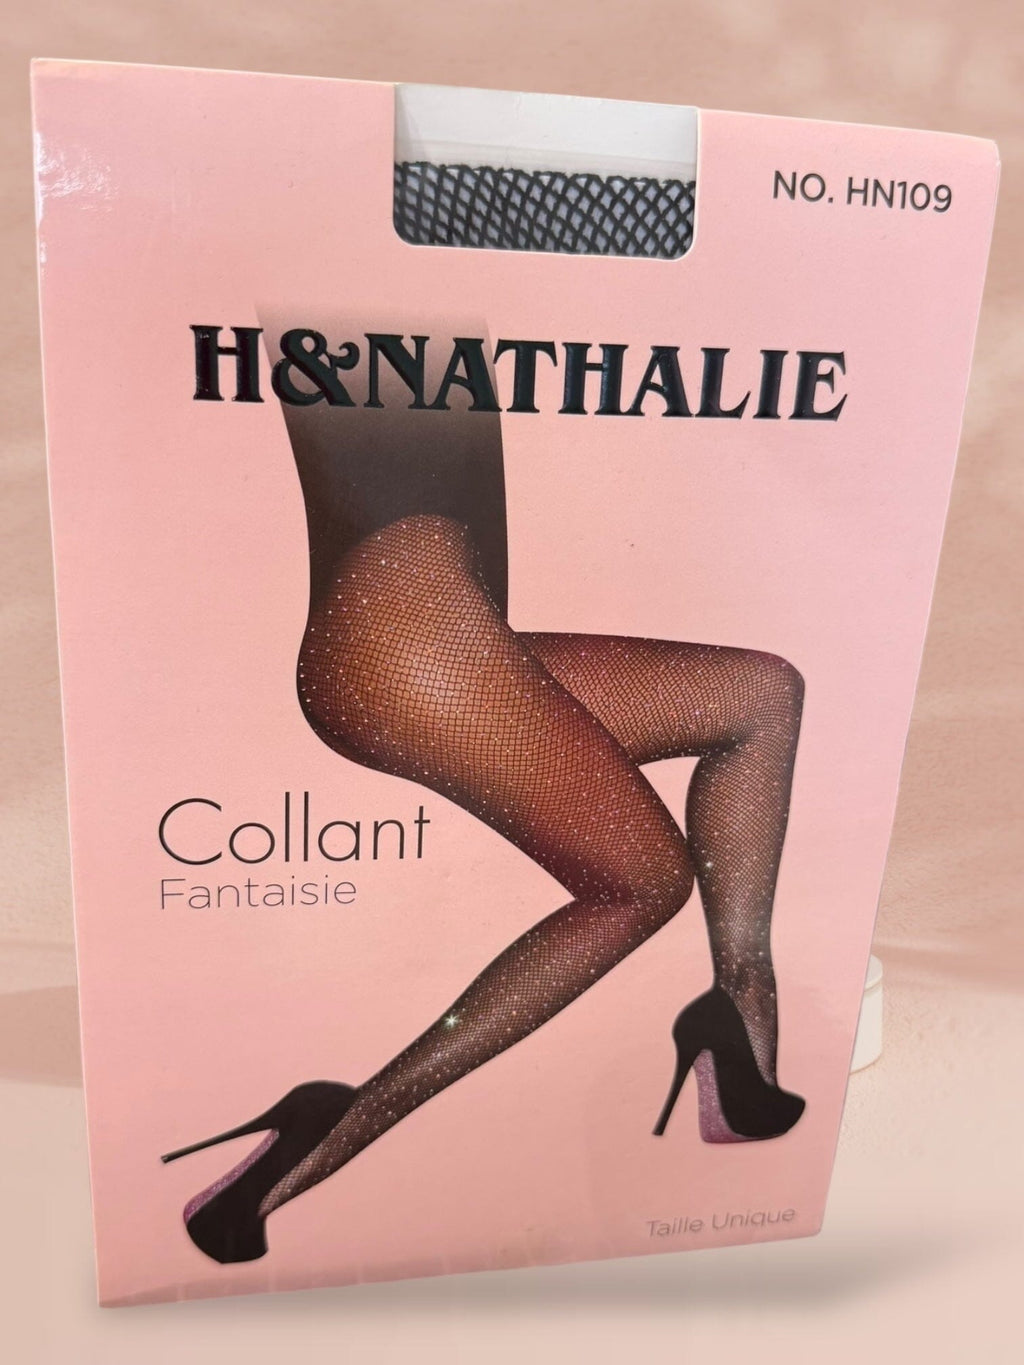 NO. HN109
H&NATHALIE
Collant
Fantaisie
Taille Unique